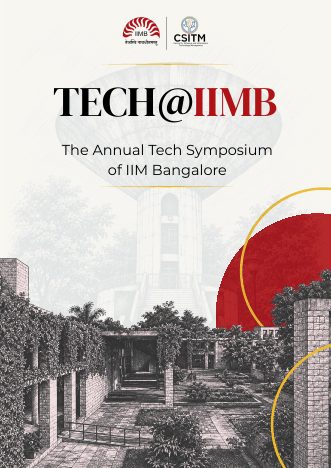 IIMB
CSITM
TECH@IIMB
The Annual Tech Symposium
of IIM Bangalore